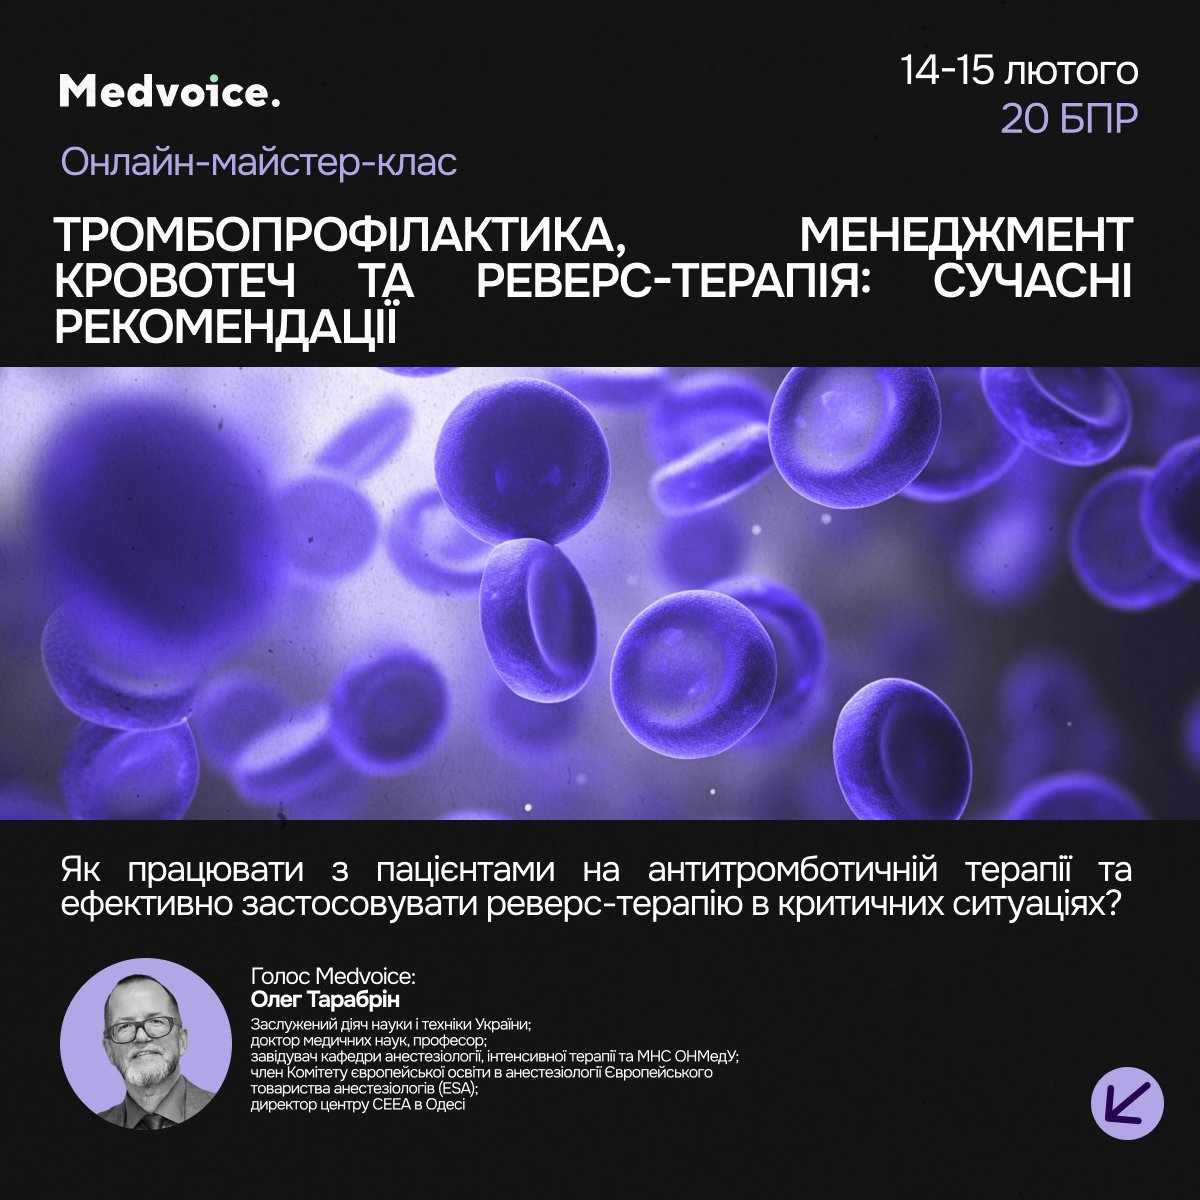 Medvoice.
14-15 лютого
20 БПР
Онлайн-майстер-клас
ТРОМБОПРОФІЛАКТИКА, МЕНЕДЖМЕНТ
КРОВОТЕЧ ТА РЕВЕРС-ТЕРАПІЯ: СУЧАСНІ
РЕКОМЕНДАЦІЇ
Як працювати з пацієнтами на антитромботичній терапії та
ефективно застосовувати реверс-терапію в критичних ситуаціях?
Голос Medvoice:
Олег Тарабрін
Заслужений діяч науки і техніки України;
доктор медичних наук, професор;
завідувач кафедри анестезіології, інтенсивної терапії та МНС ОНМедУ;
член Комітету європейської освіти в анестезіології Європейського
товариства анестезіологів (ESA);
директор центру CEEA в Одесі